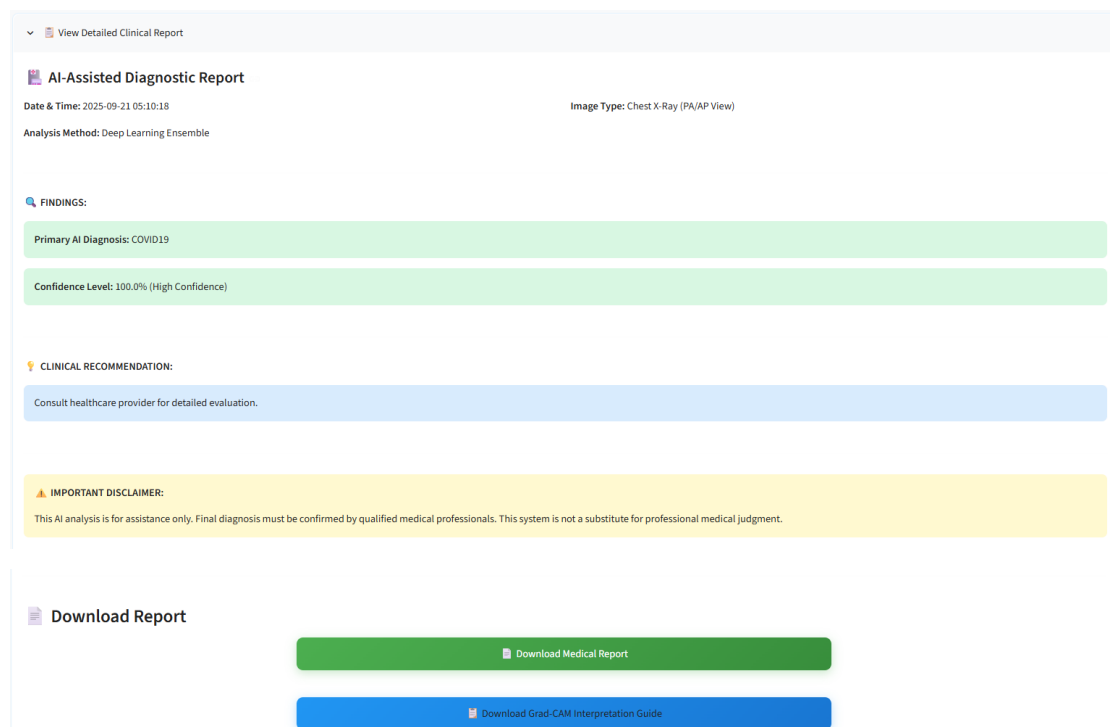 View Detailed Clinical Report
AI-Assisted Diagnostic Report
Date & Time: 2025-09-21 05:10:18
Image Type: Chest X-Ray (PA/AP View)
Analysis Method: Deep Learning Ensemble
FINDINGS:
Primary AI Diagnosis: COVID19
Confidence Level: 100.0% (High Confidence)
CLINICAL RECOMMENDATION:
Consult healthcare provider for detailed evaluation.
IMPORTANT DISCLAIMER:
This AI analysis is for assistance only. Final diagnosis must be confirmed by qualified medical professionals. This system is not a substitute for professional medical judgment.
Download Report
Download Medical Report
Download Grad-CAM Interpretation Guide